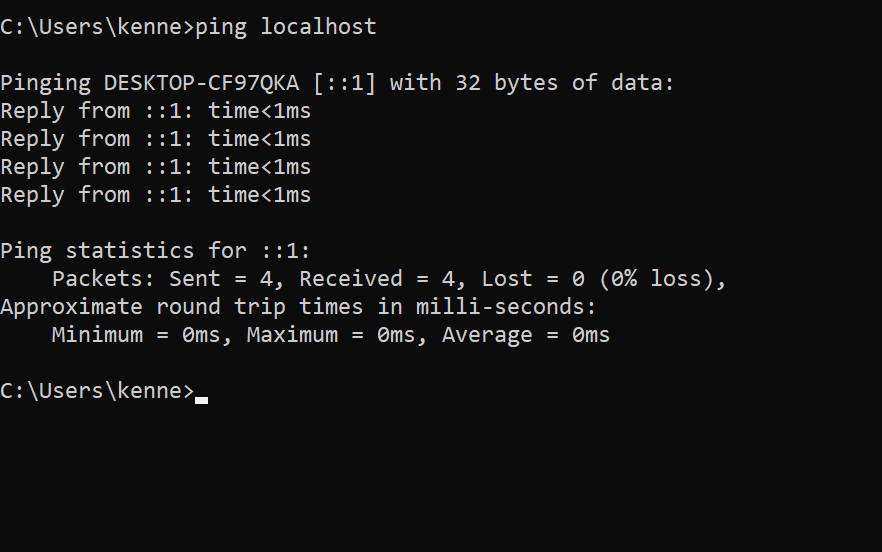 C:\Users\kenne>ping localhost
Pinging DESKTOP-CF97QKA [::1] with 32 bytes of data:
Reply from ::1: time<1ms
Reply from ::1: time<1ms
Reply from ::1: time<1ms
Reply from ::1: time<1ms
Ping statistics for ::1:
    Packets: Sent = 4, Received = 4, Lost = 0 (0% loss),
Approximate round trip times in milli-seconds:
    Minimum = 0ms, Maximum = 0ms, Average = 0ms
C:\Users\kenne>